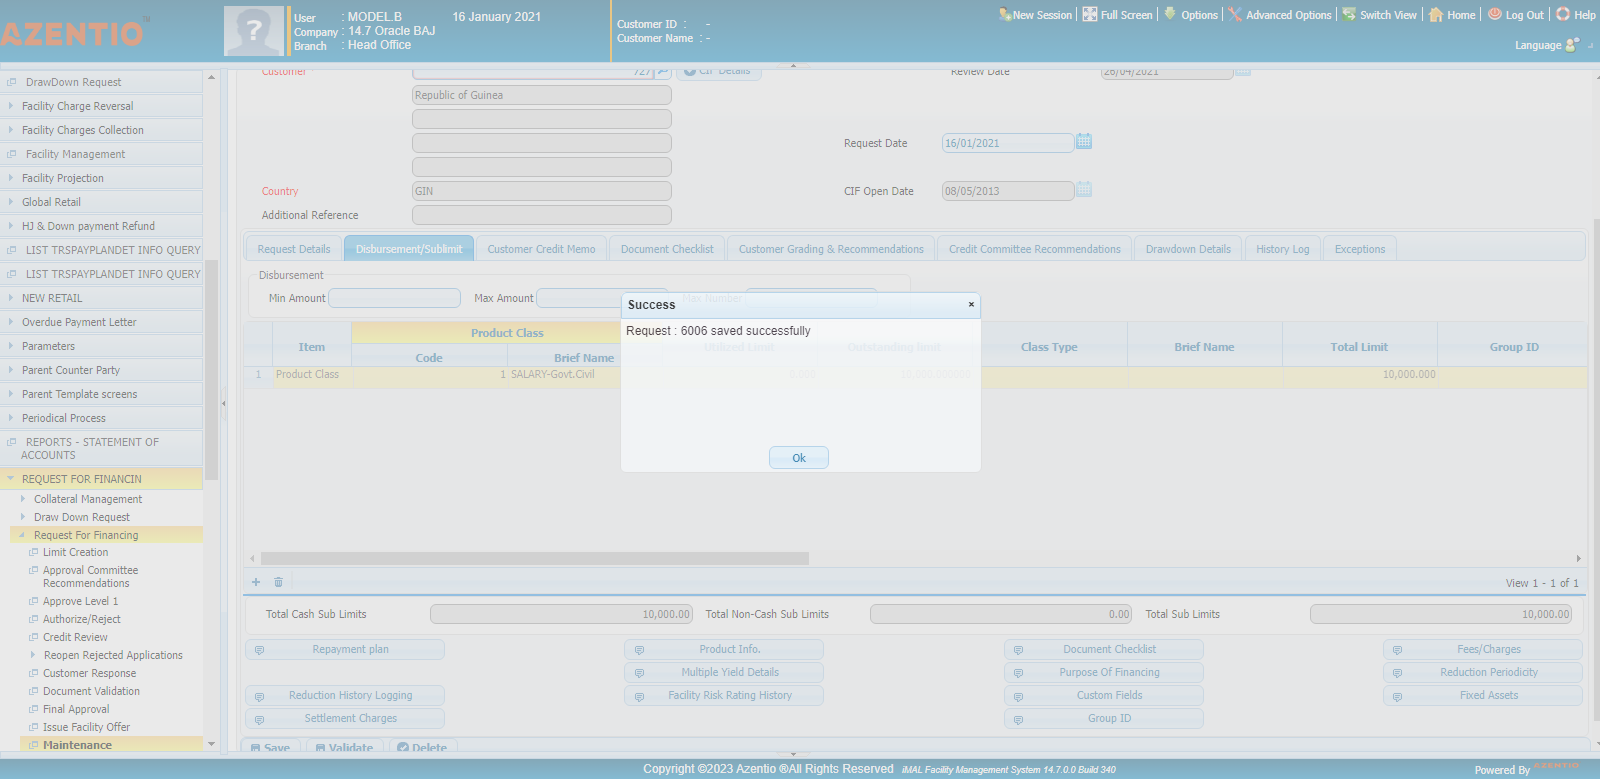 AZENTIO™
User : MODEL.B 16 January 2021
Company : 14.7 Oracle BAJ
Branch : Head Office
Customer ID : -
Customer Name : -
New Session
Full Screen
Options
Advanced Options
Switch View
Home
Log Out
Help
Language
DrawDown Request
Facility Charge Reversal
Facility Charges Collection
Facility Management
Facility Projection
Global Retail
HJ & Down payment Refund
LIST TRSPAYPLANDET INFO QUERY
LIST TRSPAYPLANDET INFO QUERY
NEW RETAIL
Overdue Payment Letter
Parameters
Parent Counter Party
Parent Template screens
Periodical Process
REPORTS - STATEMENT OF
ACCOUNTS
REQUEST FOR FINANCIN
Collateral Management
Draw Down Request
Request For Financing
Limit Creation
Approval Committee
Recommendations
Approve Level 1
Authorize/Reject
Credit Review
Reopen Rejected Applications
Customer Response
Document Validation
Final Approval
Issue Facility Offer
Maintenance
Customer 727 CIF Details Review Date 26/04/2021
Republic of Guinea
Request Date 16/01/2021
Country GIN CIF Open Date 08/05/2013
Additional Reference
Request Details
Disbursement/Sublimit
Customer Credit Memo
Document Checklist
Customer Grading & Recommendations
Credit Committee Recommendations
Drawdown Details
History Log
Exceptions
Disbursement
Min Amount Max Amount Max Number
Item Product Class Utilized Limit Outstanding limit Class Type Brief Name Total Limit Group ID
Code Brief Name
1 Product Class 1 SALARY-Govt.Civil 0.000 10,000.000000 10,000.000
Success ×
Request : 6006 saved successfully
Ok
View 1 - 1 of 1
Total Cash Sub Limits 10,000.00 Total Non-Cash Sub Limits 0.00 Total Sub Limits 10,000.00
Repayment plan Product Info. Document Checklist Fees/Charges
Multiple Yield Details Purpose Of Financing Reduction Periodicity
Reduction History Logging Facility Risk Rating History Custom Fields Fixed Assets
Settlement Charges Group ID
Save Validate Delete
Copyright ©2023 Azentio ®All Rights Reserved iMAL Facility Management System 14.7.0.0 Build 340
Powered By AZENTIO